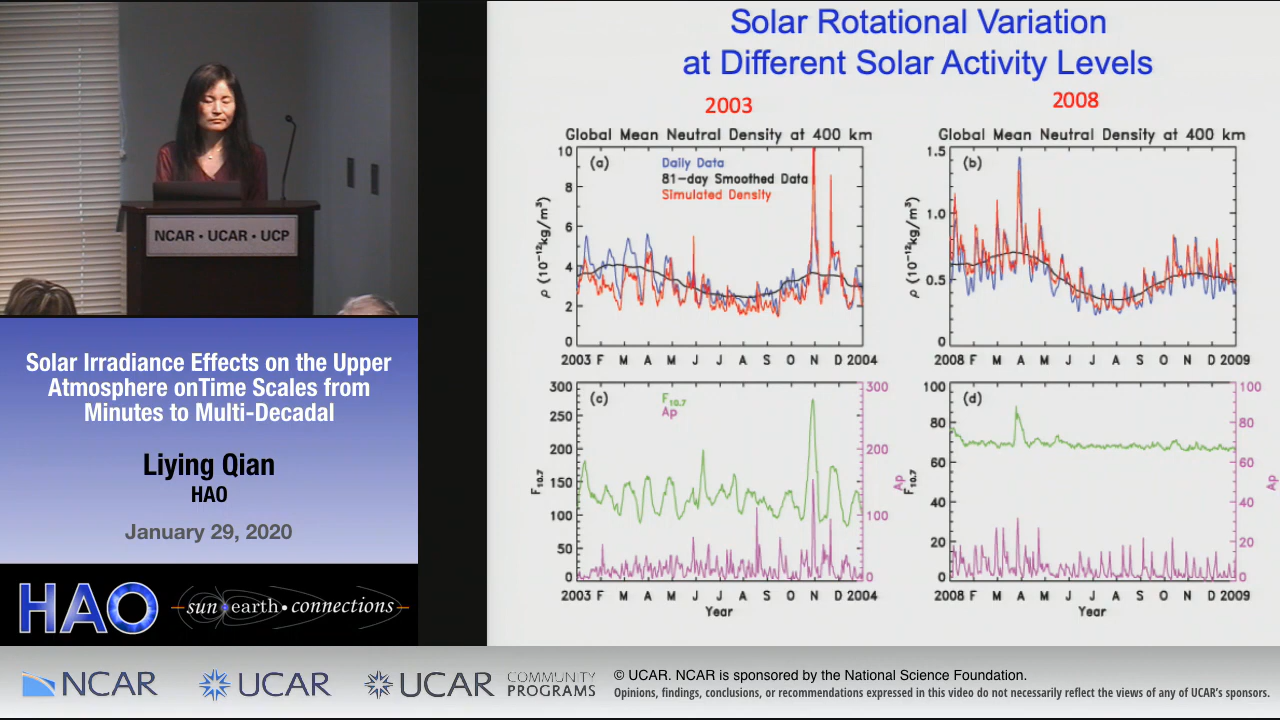 Solar Rotational Variation
at Different Solar Activity Levels
2003
2008
Global Mean Neutral Density at 400 km
(a)
Daily Data
81-day Smoothed Data
Simulated Density
ρ (10⁻¹²kg/m³)
10
8
6
4
2
0
2003 F M A M J J A S O N D 2004
Global Mean Neutral Density at 400 km
(b)
ρ (10⁻¹²kg/m³)
1.5
1.0
0.5
0
2008 F M A M J J A S O N D 2009
(c)
F10.7
Ap
F10.7
300
250
200
150
100
50
0
300
200
100
0
Ap
2003 F M A M J J A S O N D 2004
Year
(d)
F10.7
100
80
60
40
20
0
100
80
60
40
20
0
Ap
2008 F M A M J J A S O N D 2009
Year
NCAR • UCAR • UCP
Solar Irradiance Effects on the Upper
Atmosphere onTime Scales from
Minutes to Multi-Decadal
Liying Qian
HAO
January 29, 2020
HAO
sun•earth•connections
NCAR
UCAR
UCAR
COMMUNITY
PROGRAMS
© UCAR. NCAR is sponsored by the National Science Foundation.
Opinions, findings, conclusions, or recommendations expressed in this video do not necessarily reflect the views of any of UCAR's sponsors.